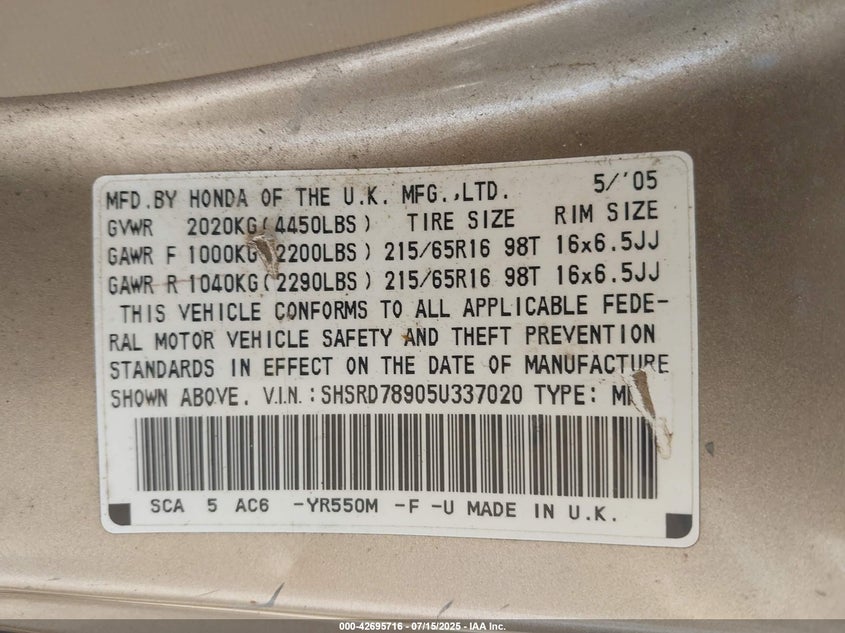 MFD.BY HONDA OF THE U.K. MFG.,LTD. 5/'05
GVWR 2020KG(4450LBS) TIRE SIZE RIM SIZE
GAWR F 1000KG(2200LBS) 215/65R16 98T 16x6.5JJ
GAWR R 1040KG(2290LBS) 215/65R16 98T 16x6.5JJ
THIS VEHICLE CONFORMS TO ALL APPLICABLE FEDE-
RAL MOTOR VEHICLE SAFETY AND THEFT PREVENTION
STANDARDS IN EFFECT ON THE DATE OF MANUFACTURE
SHOWN ABOVE. V.I.N.:SHSRD78905U337020 TYPE:
SCA 5 AC6 -YR550M -F -U MADE IN U.K.
000-42695716 - 07/15/2025 - IAA Inc.